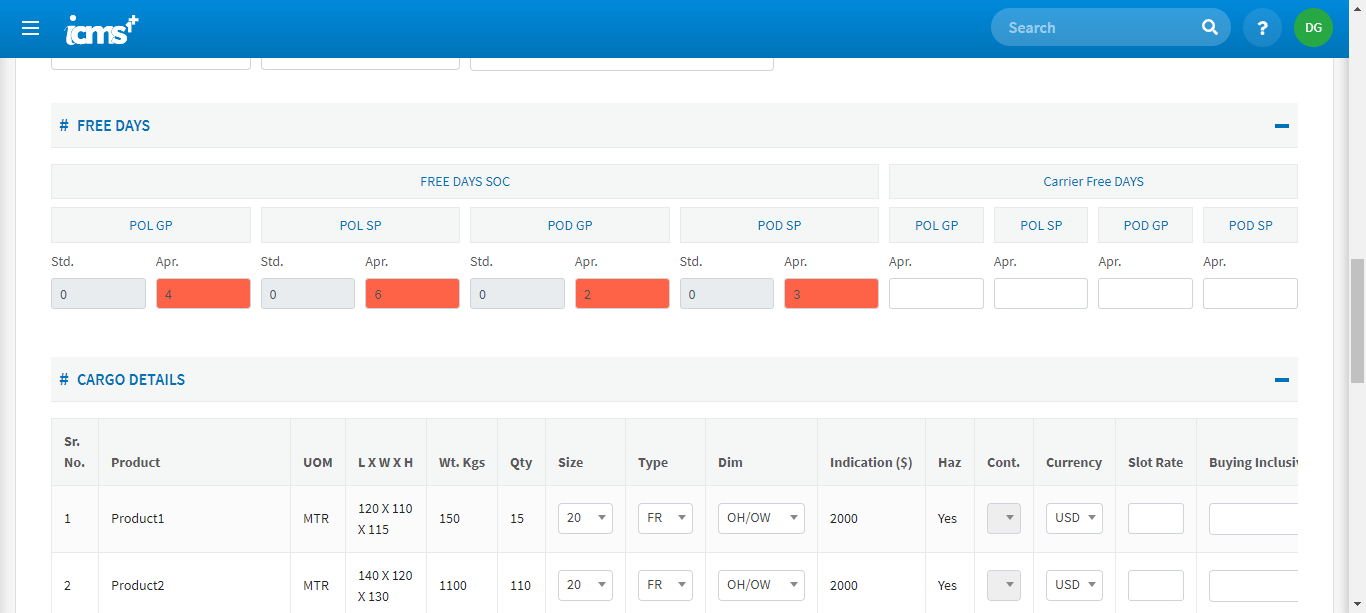 icms+
Search
?
DG
# FREE DAYS
FREE DAYS SOC
Carrier Free DAYS
POL GP
POL SP
POD GP
POD SP
POL GP
POL SP
POD GP
POD SP
Std.
Apr.
Std.
Apr.
Std.
Apr.
Std.
Apr.
Apr.
Apr.
Apr.
Apr.
0
4
0
6
0
2
0
3
# CARGO DETAILS
Sr. No.
Product
UOM
L X W X H
Wt. Kgs
Qty
Size
Type
Dim
Indication ($)
Haz
Cont.
Currency
Slot Rate
Buying
1
Product1
MTR
120 X 110
X 115
150
15
20
FR
OH/OW
2000
Yes
USD
2
Product2
MTR
140 X 120
X 130
1100
110
20
FR
OH/OW
2000
Yes
USD